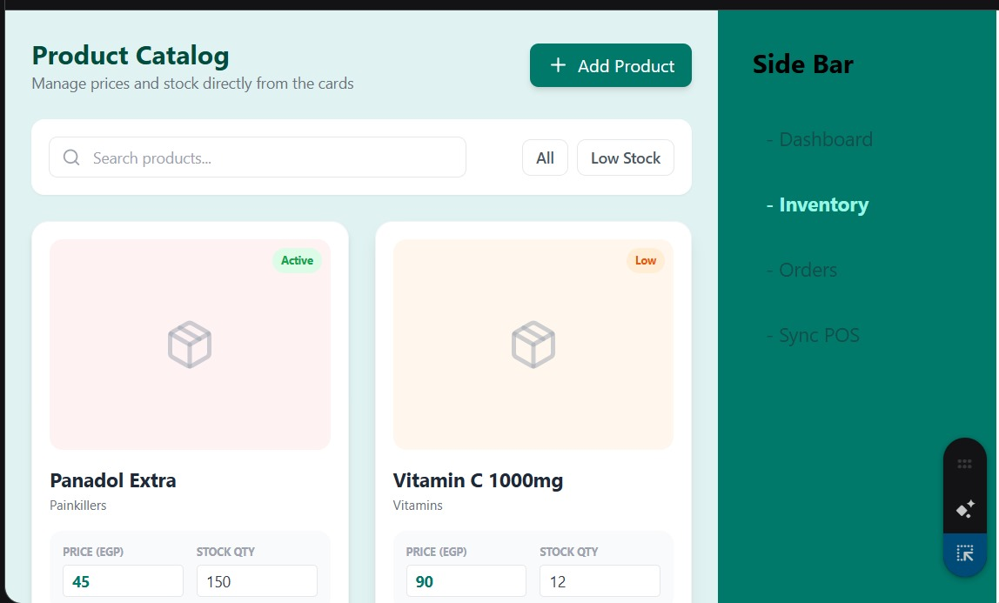 Product Catalog
Manage prices and stock directly from the cards
+ Add Product
Search products...
All
Low Stock
Active
Panadol Extra
Painkillers
PRICE (EGP)
STOCK QTY
45
150
Low
Vitamin C 1000mg
Vitamins
PRICE (EGP)
STOCK QTY
90
12
Side Bar
- Dashboard
- Inventory
- Orders
- Sync POS